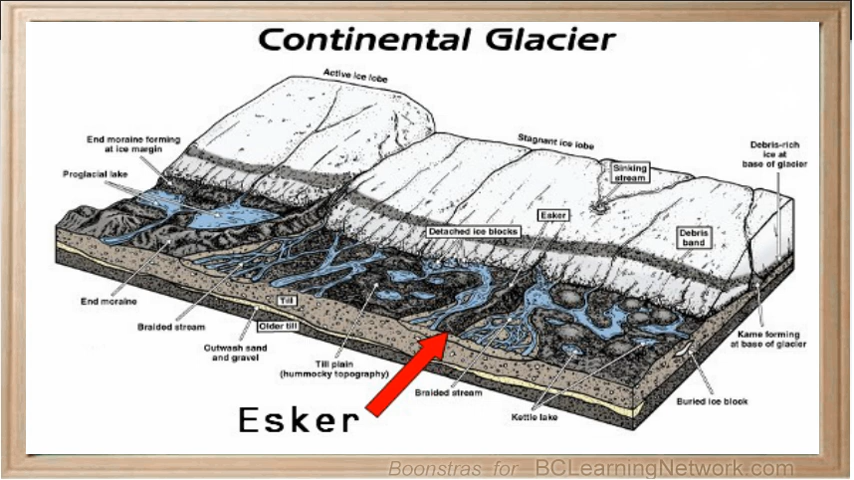 Continental Glacier
Active ice lobe
Stagnant ice lobe
End moraine forming
at ice margin
Debris-rich
ice at
base of glacier
Proglacial lake
Sinking
stream
Esker
Detached ice blocks
Debris
band
End moraine
Till
Braided stream
Older till
Outwash sand
and gravel
Till plain
(hummocky topography)
Kame forming
at base of glacier
Braided stream
Buried ice block
Kettle lake
Esker
Boonstras for BCLearningNetwork.com